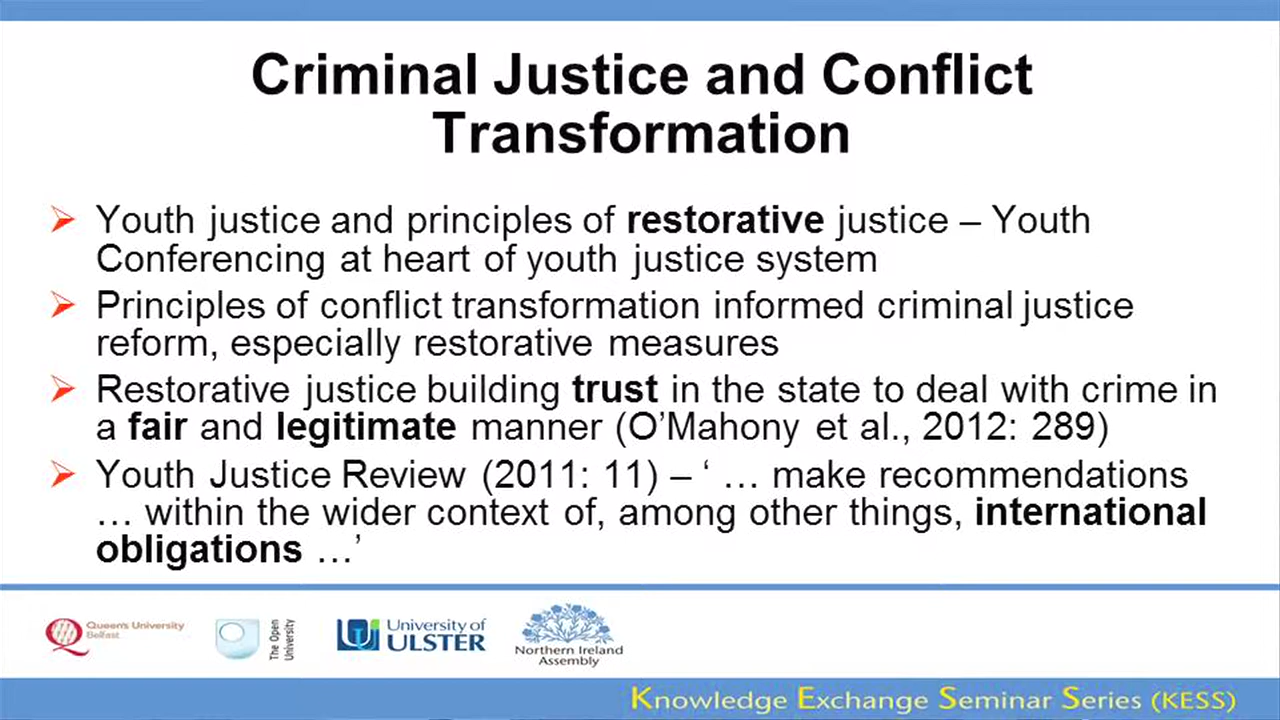 Criminal Justice and Conflict
Transformation
Youth justice and principles of restorative justice – Youth
Conferencing at heart of youth justice system
Principles of conflict transformation informed criminal justice
reform, especially restorative measures
Restorative justice building trust in the state to deal with crime in
a fair and legitimate manner (O’Mahony et al., 2012: 289)
Youth Justice Review (2011: 11) – ‘ … make recommendations
… within the wider context of, among other things, international
obligations …’
Queen's University
Belfast
The Open
University
University of
ULSTER
Northern Ireland
Assembly
Knowledge Exchange Seminar Series (KESS)